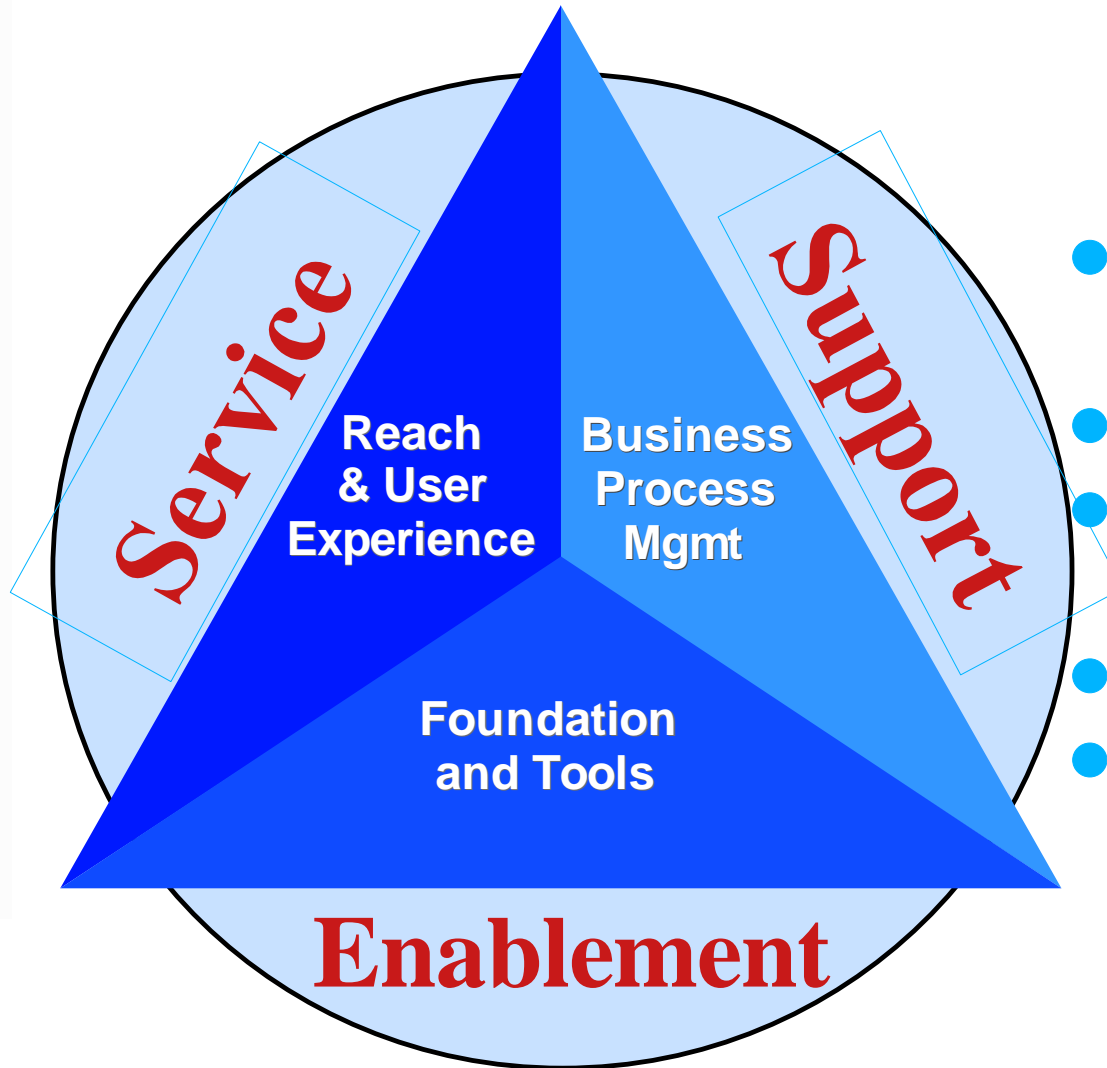 Service
Support
Reach
& User
Experience
Business
Process
Mgmt
Foundation
and Tools
Enablement